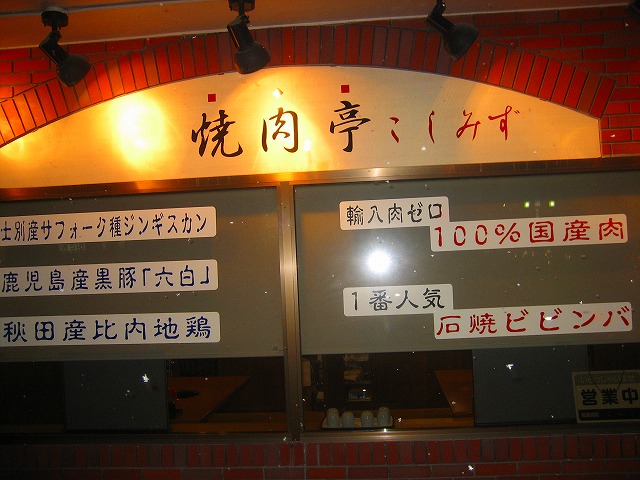 焼肉亭こしみず
士別産サフォーク種ジンギスカン
鹿児島産黒豚「六白」
秋田産比内地鶏
輸入肉ゼロ
100%国産肉
1番人気
石焼ビビンバ
営業中